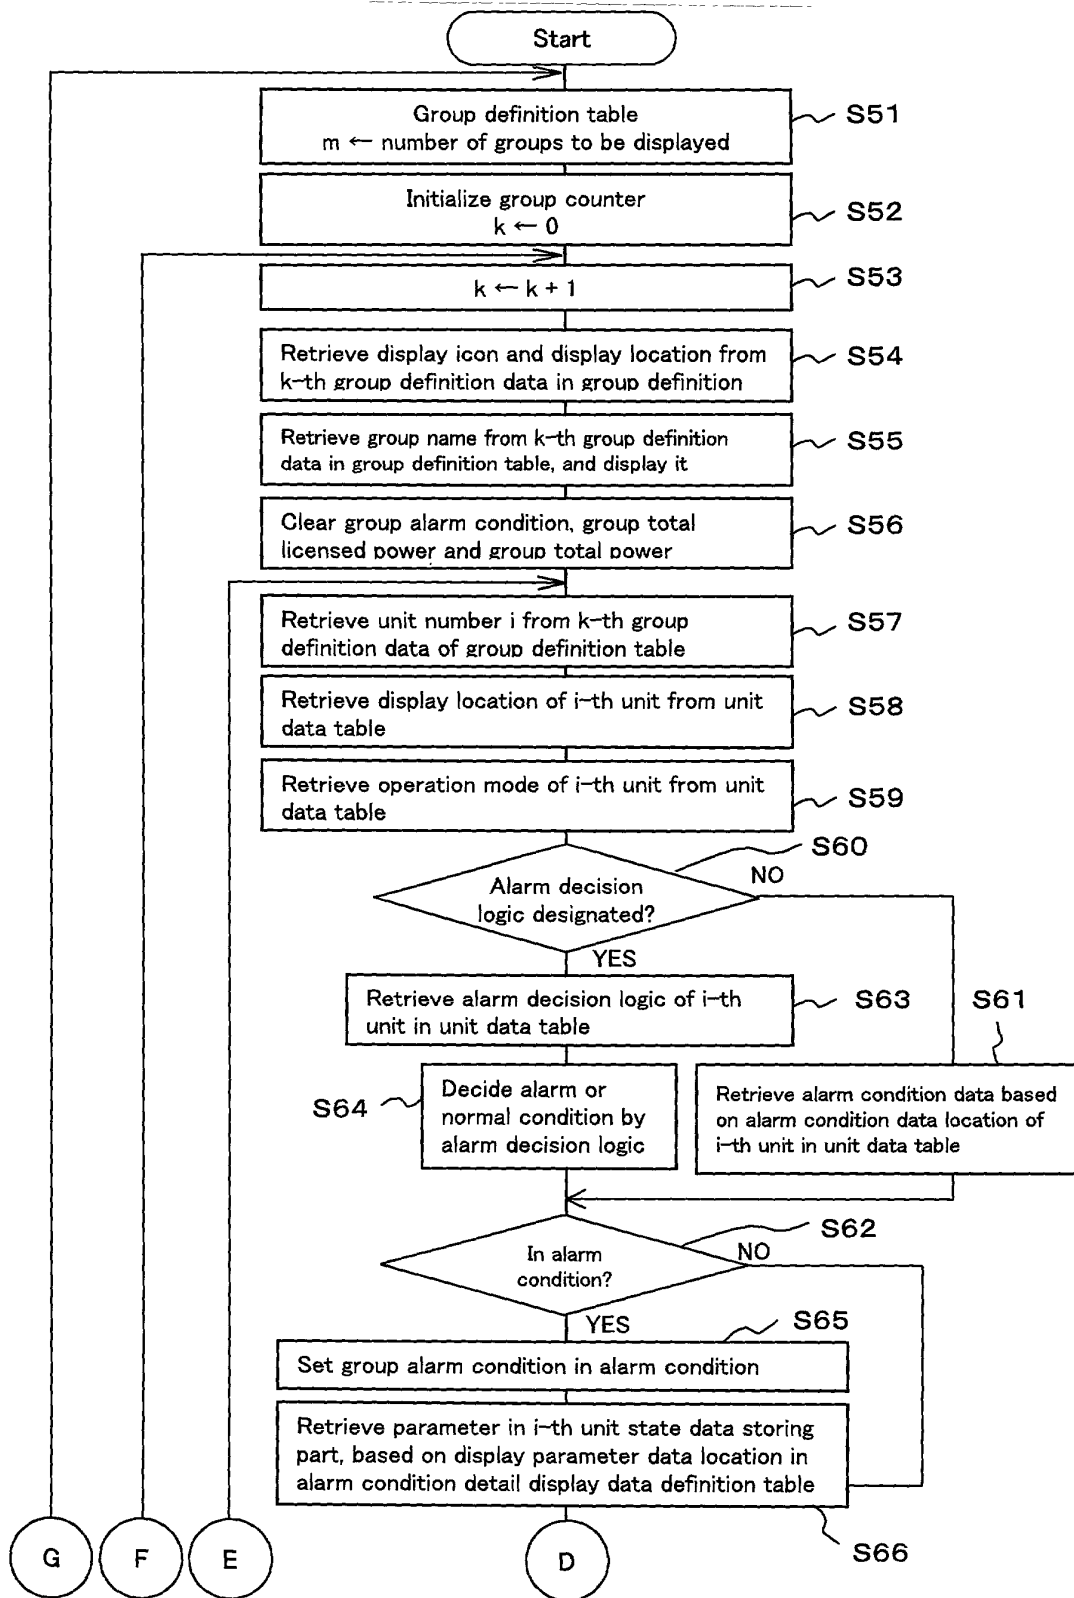 Start
Group definition table
m ← number of groups to be displayed
S51
Initialize group counter
k ← 0
S52
k ← k + 1
S53
Retrieve display icon and display location from
k-th group definition data in group definition
S54
Retrieve group name from k-th group definition
data in group definition table, and display it
S55
Clear group alarm condition, group total
licensed power and group total power
S56
Retrieve unit number i from k-th group
definition data of group definition table
S57
Retrieve display location of i-th unit from unit
data table
S58
Retrieve operation mode of i-th unit from unit
data table
S59
S60
Alarm decision
logic designated?
NO
YES
Retrieve alarm decision logic of i-th
unit in unit data table
S63
S61
S64
Decide alarm or
normal condition by
alarm decision logic
Retrieve alarm condition data based
on alarm condition data location of
i-th unit in unit data table
S62
In alarm
condition?
NO
YES
S65
Set group alarm condition in alarm condition
Retrieve parameter in i-th unit state data storing
part, based on display parameter data location in
alarm condition detail display data definition table
S66
G
F
E
D